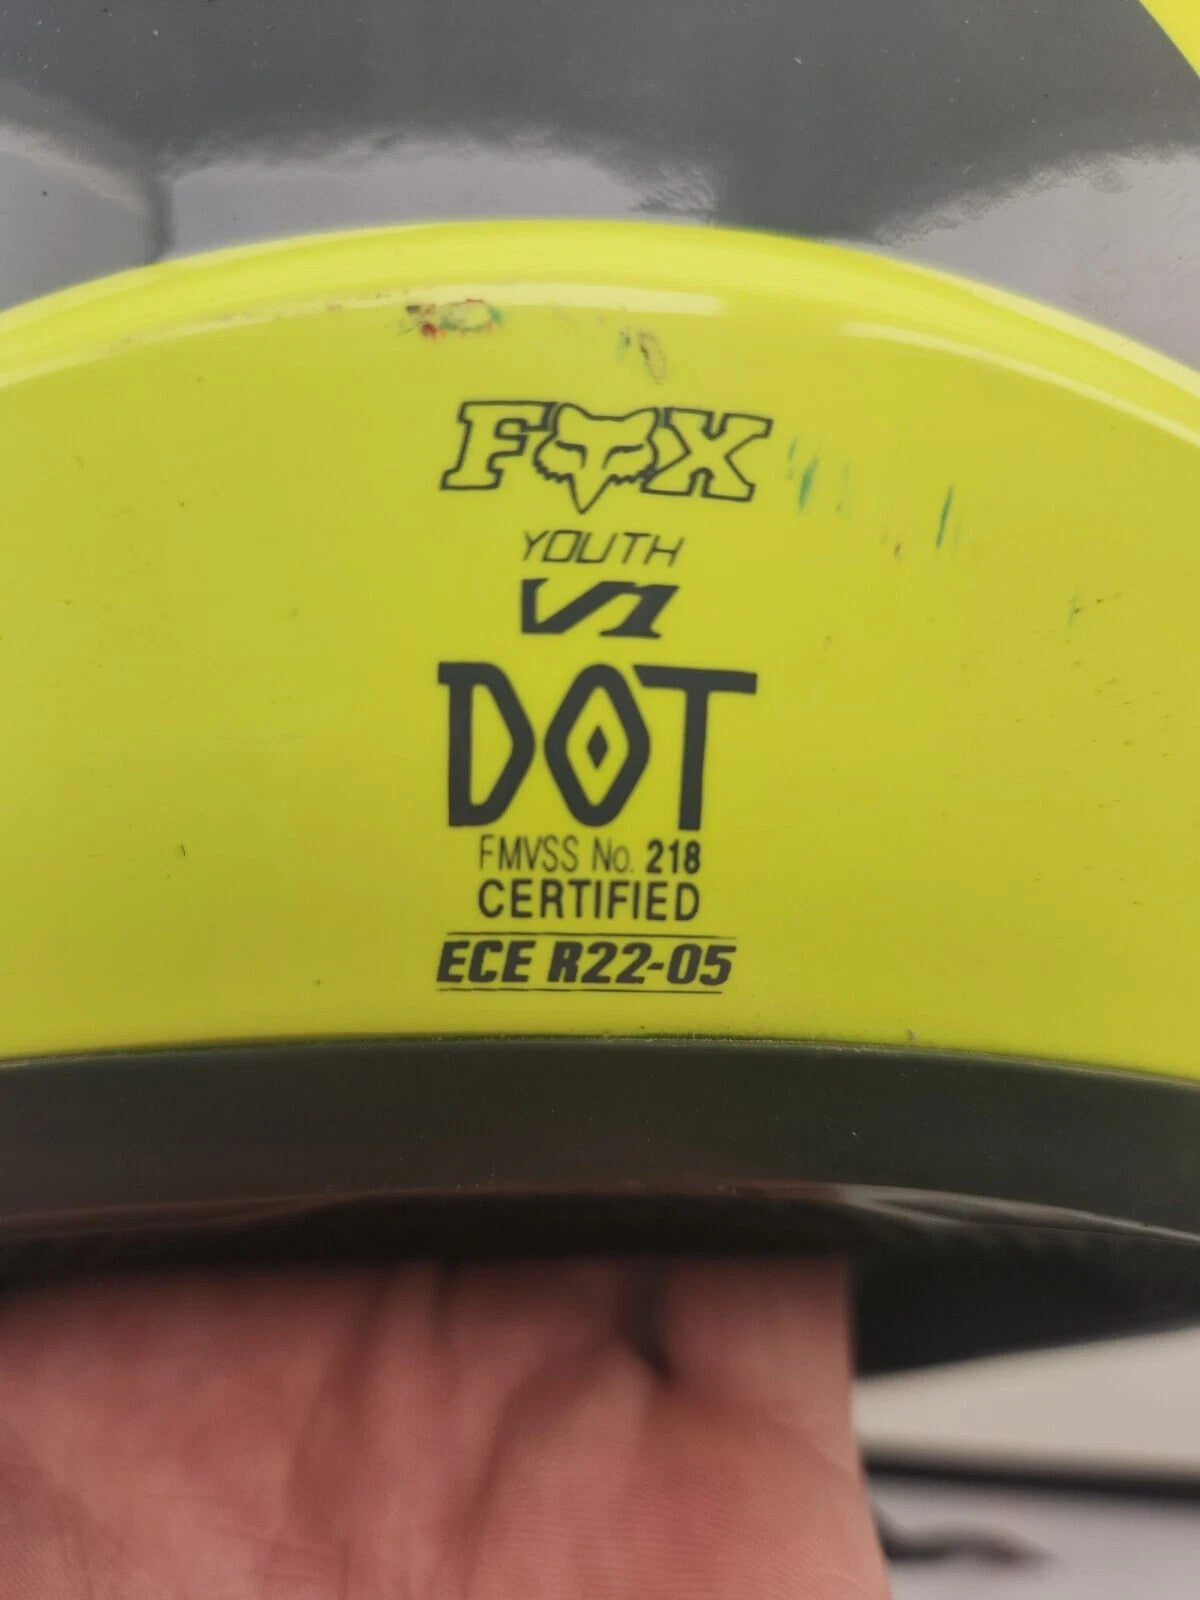 FOX
YOUTH
V1
DOT
FMVSS No. 218
CERTIFIED
ECE R22-05